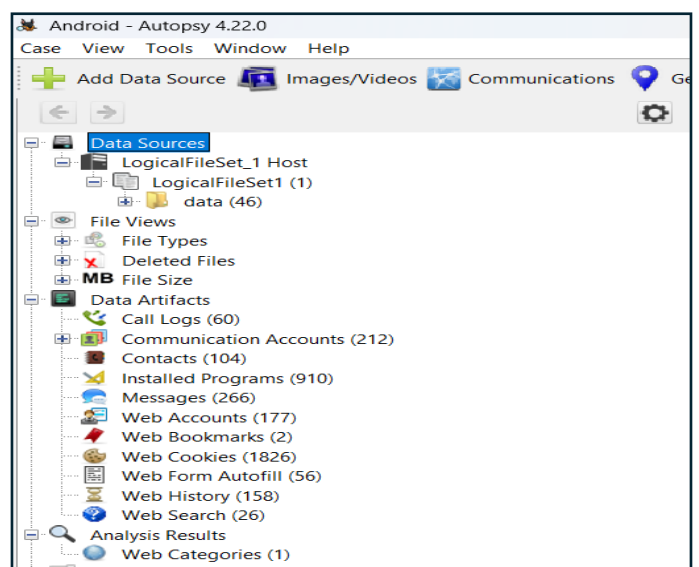 Android - Autopsy 4.22.0
Case View Tools Window Help
Add Data Source Images/Videos Communications Ge
Data Sources
LogicalFileSet_1 Host
LogicalFileSet1 (1)
data (46)
File Views
File Types
Deleted Files
MB File Size
Data Artifacts
Call Logs (60)
Communication Accounts (212)
Contacts (104)
Installed Programs (910)
Messages (266)
Web Accounts (177)
Web Bookmarks (2)
Web Cookies (1826)
Web Form Autofill (56)
Web History (158)
Web Search (26)
Analysis Results
Web Categories (1)